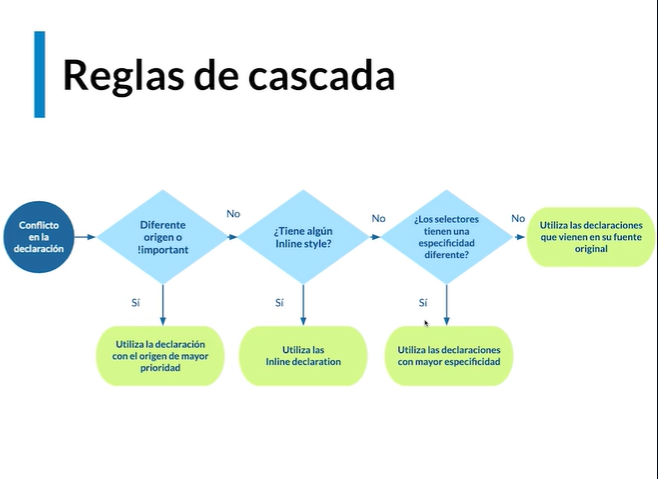 Reglas de cascada
Conflicto
en la
declaración
Diferente
origen o
!important
No
¿Tiene algún
Inline style?
No
¿Los selectores
tienen una
especificidad
diferente?
No
Utiliza las declaraciones
que vienen en su fuente
original
Sí
Sí
Sí
Utiliza la declaración
con el origen de mayor
prioridad
Utiliza las
Inline declaration
Utiliza las declaraciones
con mayor especificidad